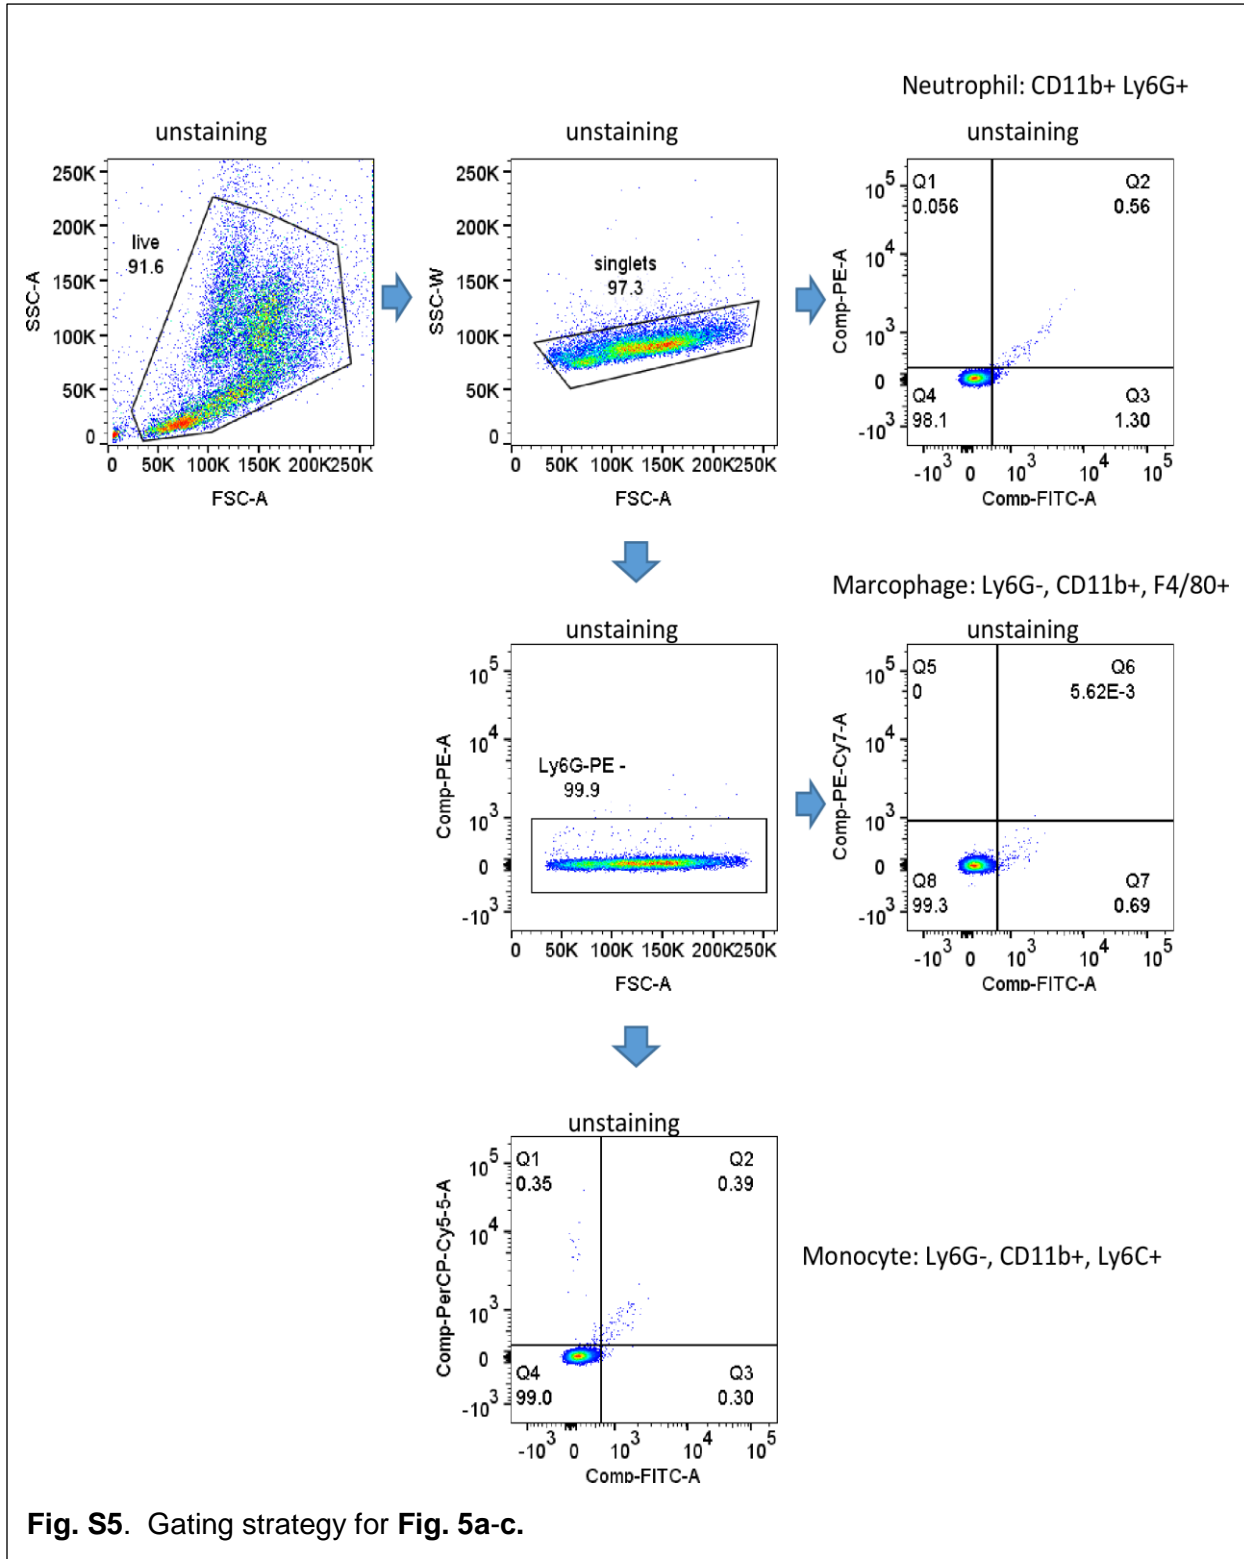 Neutrophil: CD11b+ Ly6G+
unstaining
unstaining
unstaining
250K
200K
150K
100K
50K
0
SSC-A
live
91.6
0 50K 100K 150K 200K 250K
FSC-A
250K
200K
150K
100K
50K
0
SSC-W
singlets
97.3
0 50K 100K 150K 200K 250K
FSC-A
10^5
10^4
10^3
0
-10^3
Comp-PE-A
Q1
0.056
Q2
0.56
Q4
98.1
Q3
1.30
-10^3 0 10^3 10^4 10^5
Comp-FITC-A
Marcophage: Ly6G-, CD11b+, F4/80+
unstaining
unstaining
10^5
10^4
10^3
0
-10^3
Comp-PE-A
Ly6G-PE -
99.9
0 50K 100K 150K 200K 250K
FSC-A
10^5
10^4
10^3
0
-10^3
Comp-PE-Cy7-A
Q5
0
Q6
5.62E-3
Q8
99.3
Q7
0.69
-10^3 0 10^3 10^4 10^5
Comp-FITC-A
unstaining
10^5
10^4
10^3
0
-10^3
Comp-PerCP-Cy5-5-A
Q1
0.35
Q2
0.39
Q4
99.0
Q3
0.30
-10^3 0 10^3 10^4 10^5
Comp-FITC-A
Monocyte: Ly6G-, CD11b+, Ly6C+
Fig. S5. Gating strategy for Fig. 5a-c.